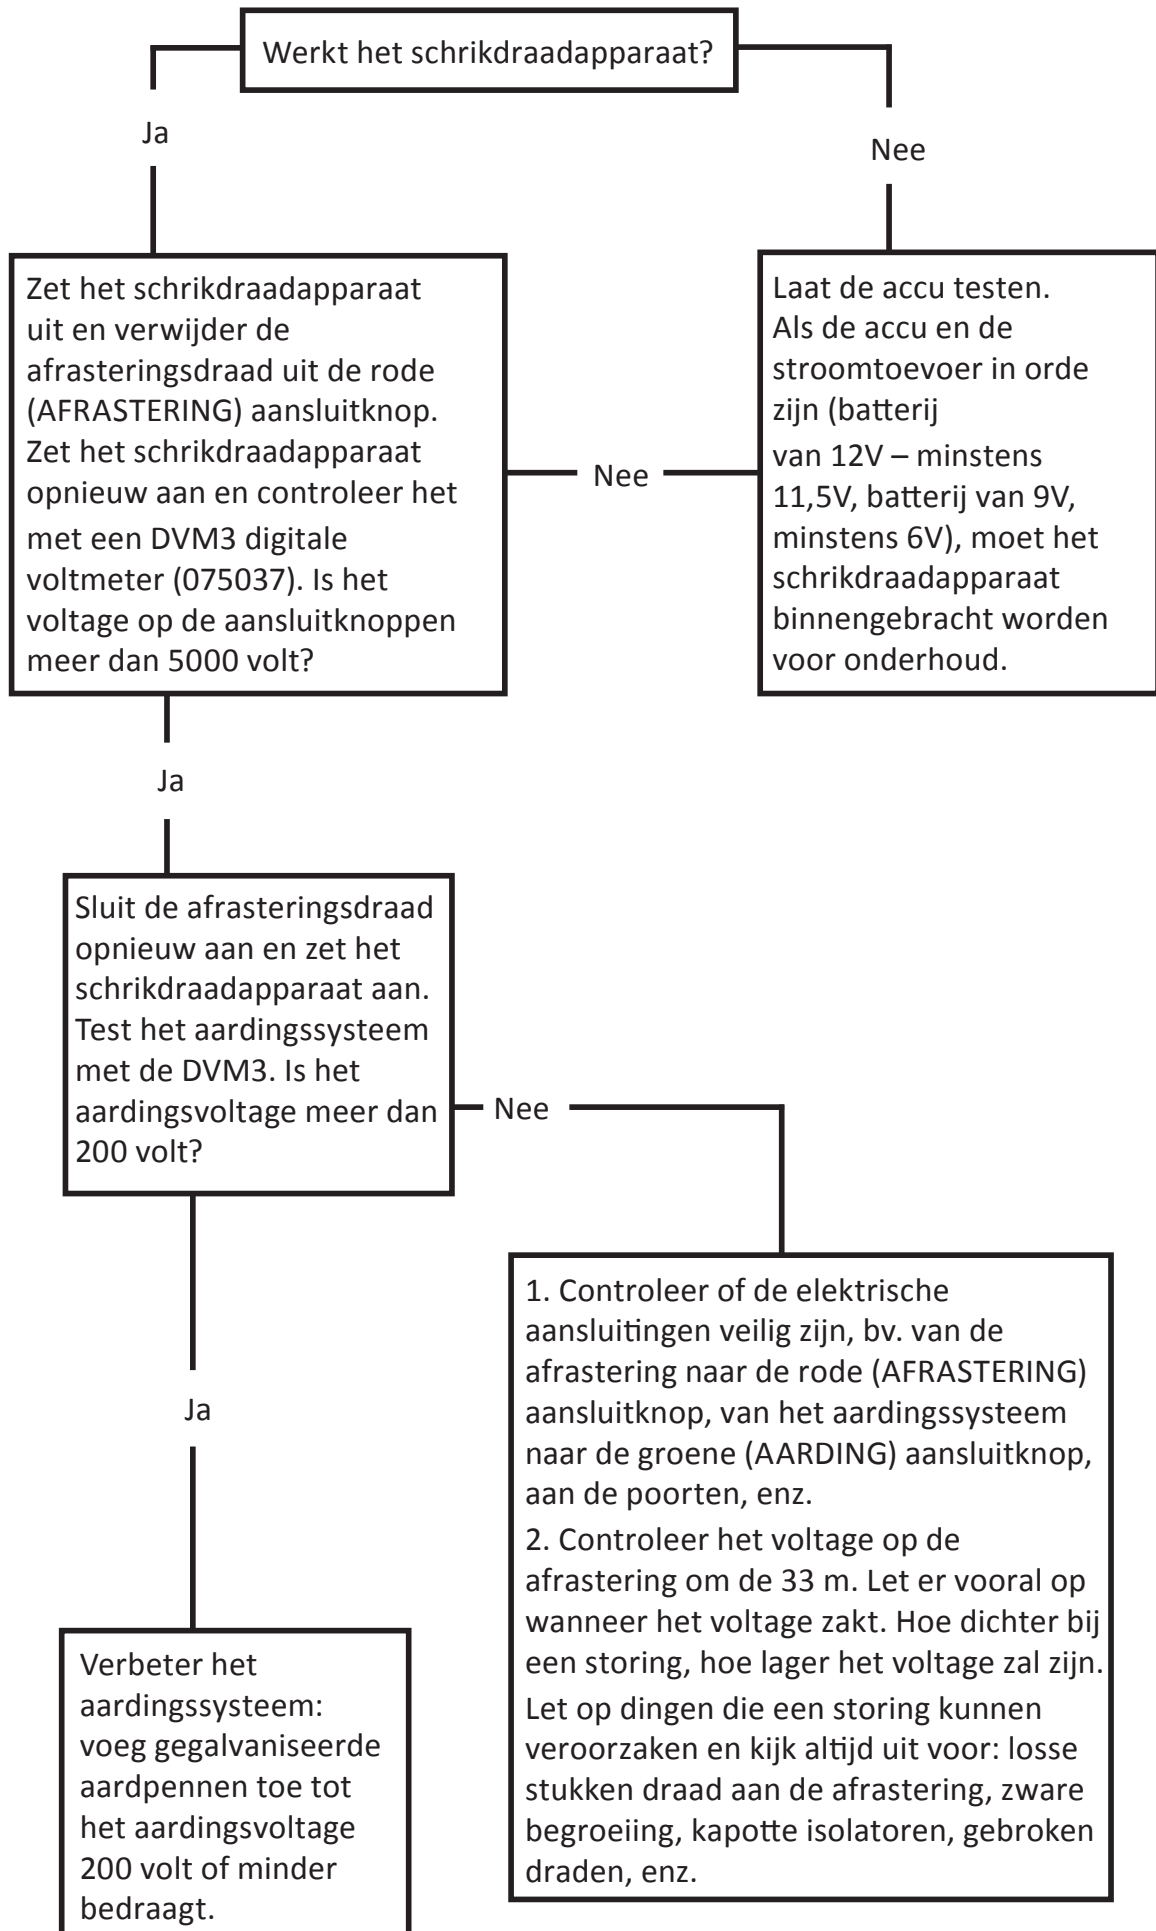 Werkt het schrikdraadapparaat?
Ja
Nee
Zet het schrikdraadapparaat
uit en verwijder de
afrasteringsdraad uit de rode
(AFRASTERING) aansluitknop.
Zet het schrikdraadapparaat
opnieuw aan en controleer het
met een DVM3 digitale
voltmeter (075037). Is het
voltage op de aansluitknoppen
meer dan 5000 volt?
Nee
Laat de accu testen.
Als de accu en de
stroomtoevoer in orde
zijn (batterij
van 12V – minstens
11,5V, batterij van 9V,
minstens 6V), moet het
schrikdraadapparaat
binnengebracht worden
voor onderhoud.
Ja
Sluit de afrasteringsdraad
opnieuw aan en zet het
schrikdraadapparaat aan.
Test het aardingssysteem
met de DVM3. Is het
aardingsvoltage meer dan
200 volt?
Nee
Ja
1. Controleer of de elektrische
aansluitingen veilig zijn, bv. van de
afrastering naar de rode (AFRASTERING)
aansluitknop, van het aardingssysteem
naar de groene (AARDING) aansluitknop,
aan de poorten, enz.
2. Controleer het voltage op de
afrastering om de 33 m. Let er vooral op
wanneer het voltage zakt. Hoe dichter bij
een storing, hoe lager het voltage zal zijn.
Let op dingen die een storing kunnen
veroorzaken en kijk altijd uit voor: losse
stukken draad aan de afrastering, zware
begroeiing, kapotte isolatoren, gebroken
draden, enz.
Verbeter het
aardingssysteem:
voeg gegalvaniseerde
aardpennen toe tot
het aardingsvoltage
200 volt of minder
bedraagt.